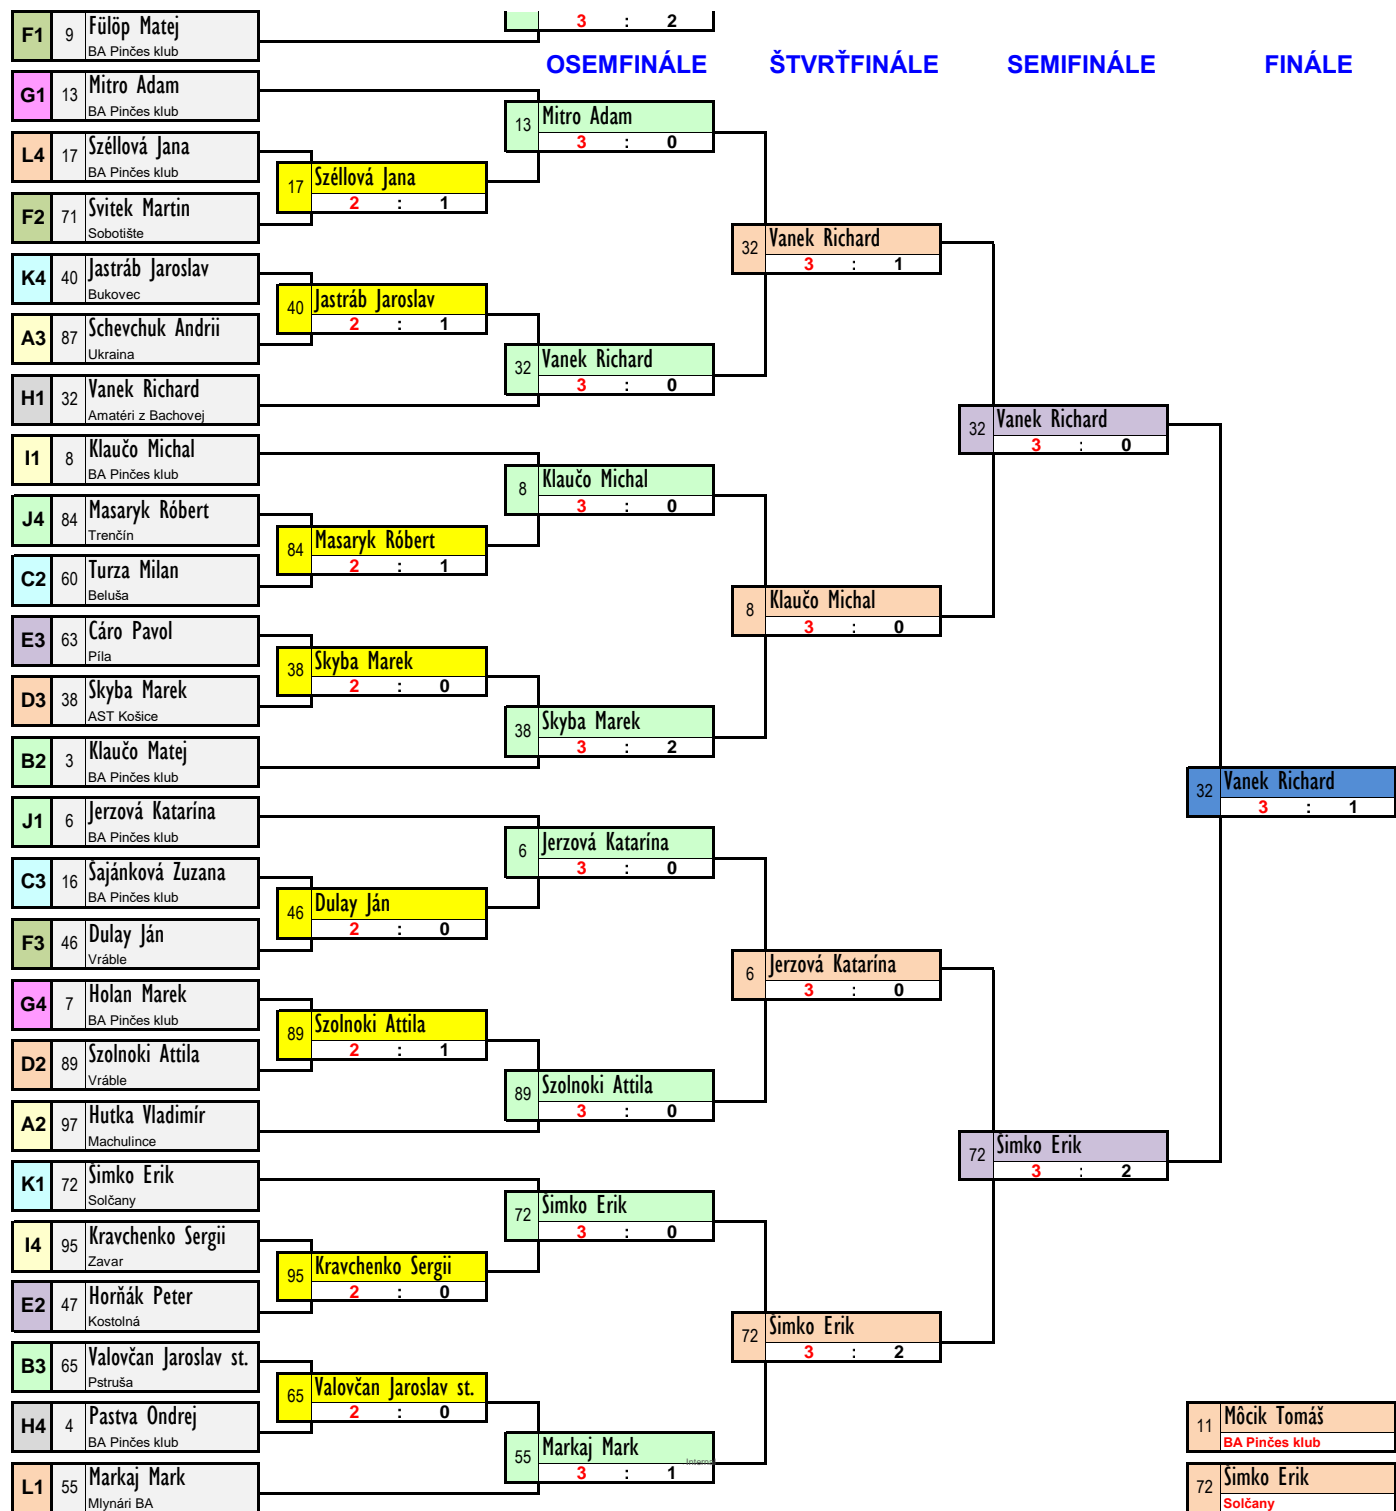 F1 9 Fülöp Matej
BA Pinčes klub
3 : 2
OSEMFINÁLE ŠTVRŤFINÁLE SEMIFINÁLE FINÁLE
G1 13 Mitro Adam
BA Pinčes klub
13 Mitro Adam
3 : 0
L4 17 Széllová Jana
BA Pinčes klub
17 Széllová Jana
2 : 1
F2 71 Svitek Martin
Sobotište
32 Vanek Richard
3 : 1
K4 40 Jastráb Jaroslav
Bukovec
40 Jastráb Jaroslav
2 : 1
A3 87 Schevchuk Andrii
Ukraina
32 Vanek Richard
3 : 0
H1 32 Vanek Richard
Amatéri z Bachovej
32 Vanek Richard
3 : 0
I1 8 Klaučo Michal
BA Pinčes klub
8 Klaučo Michal
3 : 0
J4 84 Masaryk Róbert
Trenčín
84 Masaryk Róbert
2 : 1
C2 60 Turza Milan
Beluša
8 Klaučo Michal
3 : 0
E3 63 Cáro Pavol
Píla
38 Skyba Marek
2 : 0
D3 38 Skyba Marek
AST Košice
38 Skyba Marek
3 : 2
B2 3 Klaučo Matej
BA Pinčes klub
32 Vanek Richard
3 : 1
J1 6 Jerzová Katarína
BA Pinčes klub
6 Jerzová Katarína
3 : 0
C3 16 Šajánková Zuzana
BA Pinčes klub
46 Dulay Ján
2 : 0
F3 46 Dulay Ján
Vráble
6 Jerzová Katarína
3 : 0
G4 7 Holan Marek
BA Pinčes klub
89 Szolnoki Attila
2 : 1
D2 89 Szolnoki Attila
Vráble
89 Szolnoki Attila
3 : 0
A2 97 Hutka Vladimír
Machulince
72 Šimko Erik
3 : 2
K1 72 Šimko Erik
Solčany
72 Šimko Erik
3 : 0
I4 95 Kravchenko Sergii
Zavar
95 Kravchenko Sergii
2 : 0
E2 47 Horňák Peter
Kostolná
72 Šimko Erik
3 : 2
B3 65 Valovčan Jaroslav st.
Pstruša
65 Valovčan Jaroslav st.
2 : 0
H4 4 Pastva Ondrej
BA Pinčes klub
11 Môcik Tomáš
BA Pinčes klub
55 Markaj Mark
3 : 1
L1 55 Markaj Mark
Mlynári BA
72 Šimko Erik
Solčany